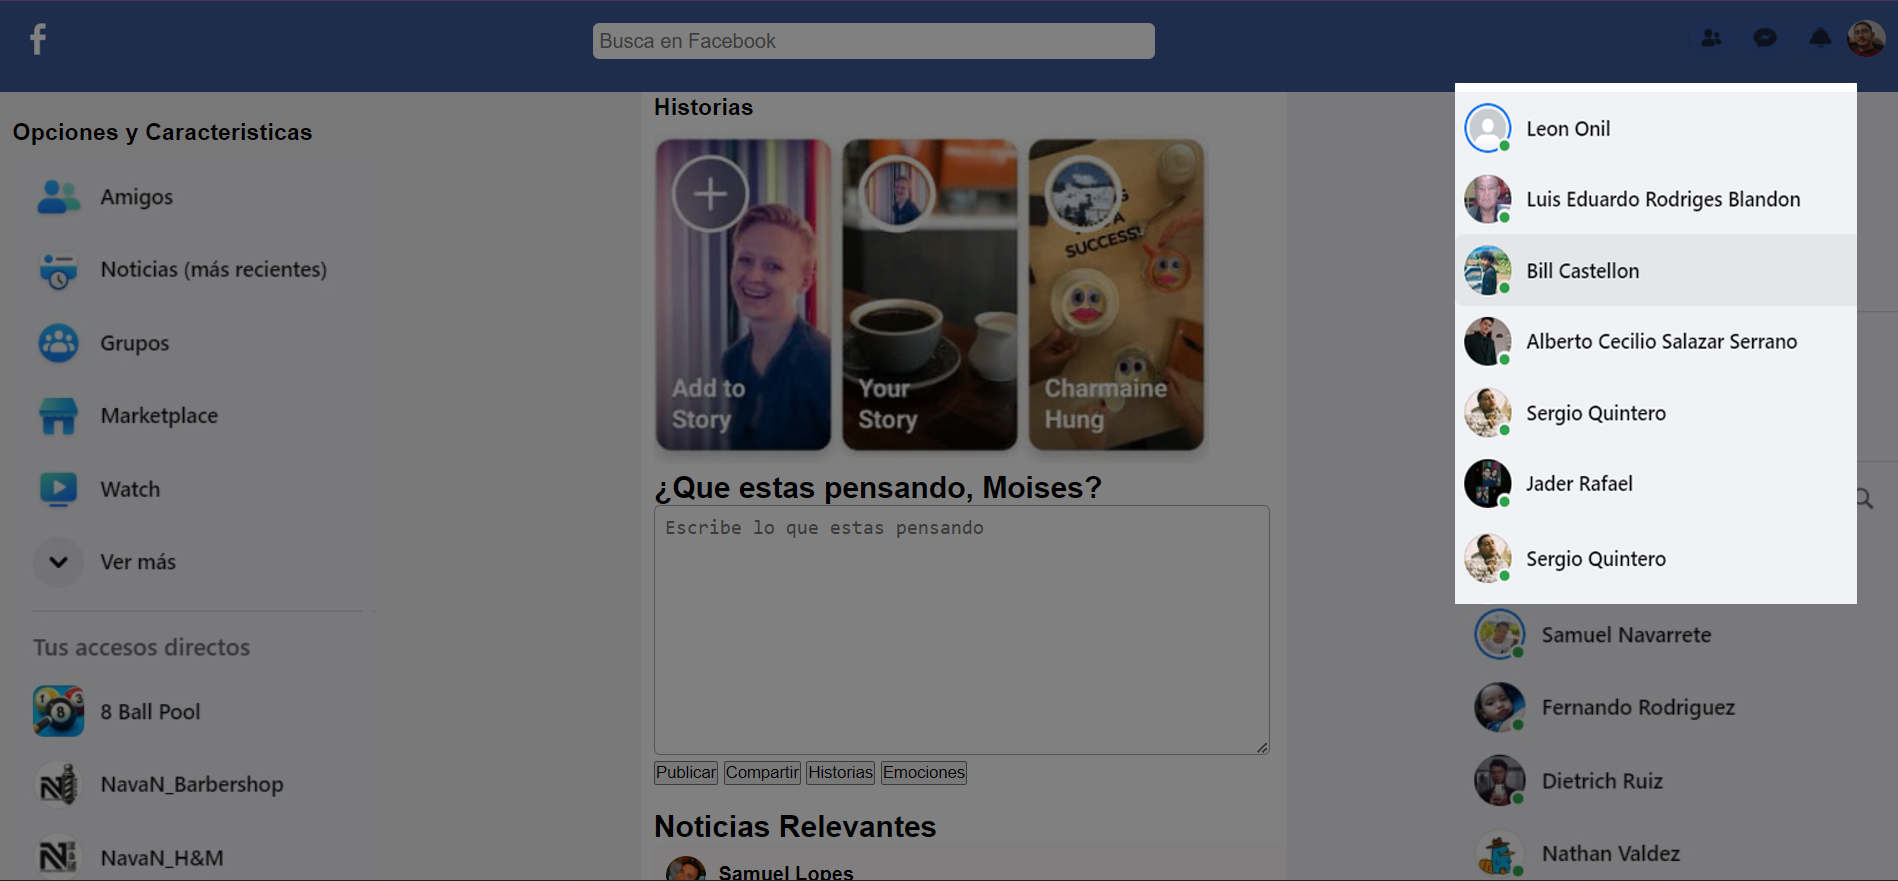 f
Busca en Facebook
Opciones y Caracteristicas
Amigos
Noticias (más recientes)
Grupos
Marketplace
Watch
Ver más
Tus accesos directos
8 Ball Pool
NavaN_Barbershop
NavaN_H&M
Historias
Add to
Story
Your
Story
A
SUCCESS!
Charmaine
Hung
¿Que estas pensando, Moises?
Escribe lo que estas pensando
Publicar Compartir Historias Emociones
Noticias Relevantes
Samuel Lopes
Leon Onil
Luis Eduardo Rodriges Blandon
Bill Castellon
Alberto Cecilio Salazar Serrano
Sergio Quintero
Jader Rafael
Sergio Quintero
Samuel Navarrete
Fernando Rodriguez
Dietrich Ruiz
Nathan Valdez